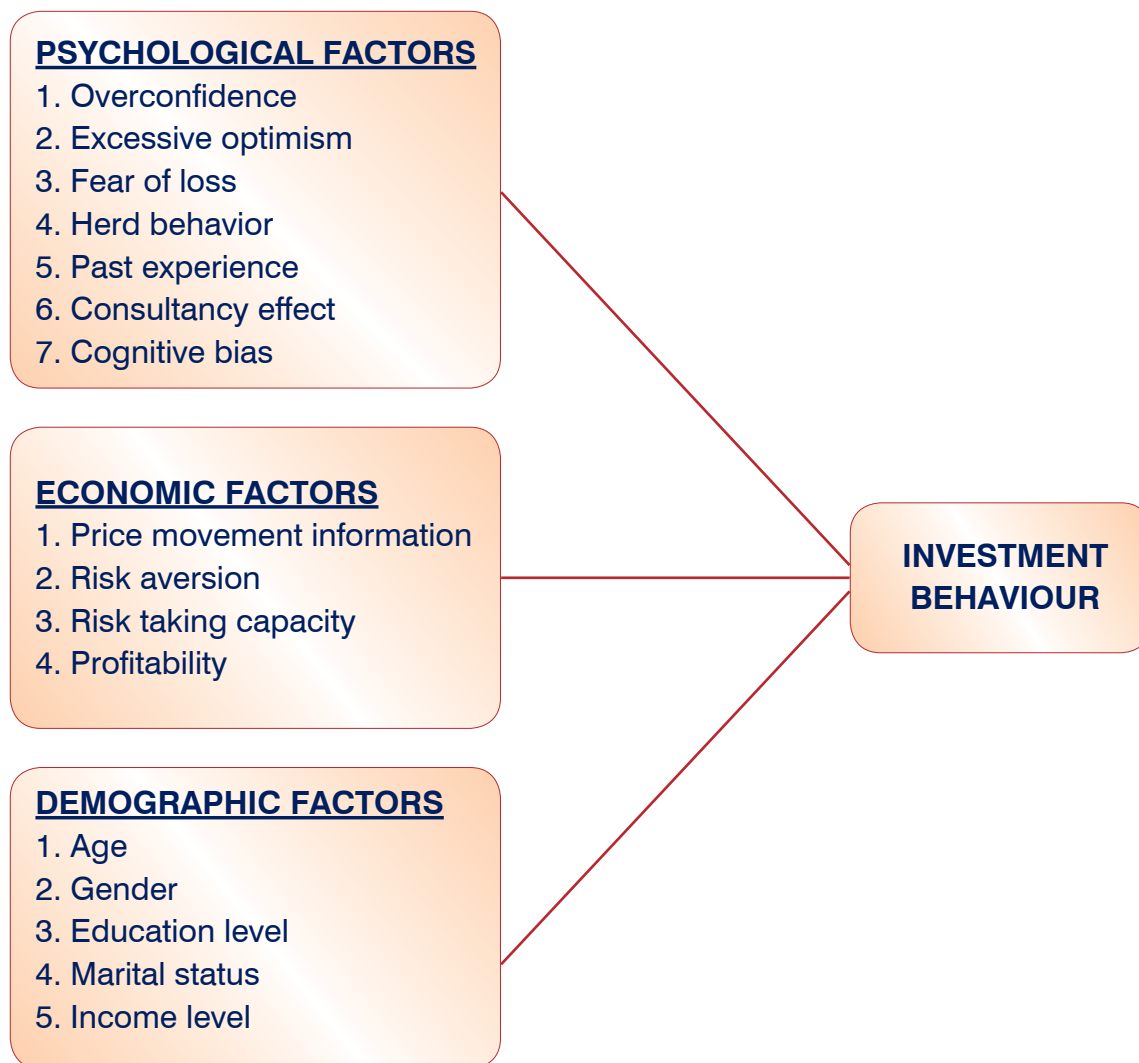 PSYCHOLOGICAL FACTORS
1. Overconfidence
2. Excessive optimism
3. Fear of loss
4. Herd behavior
5. Past experience
6. Consultancy effect
7. Cognitive bias
ECONOMIC FACTORS
1. Price movement information
2. Risk aversion
3. Risk taking capacity
4. Profitability
DEMOGRAPHIC FACTORS
1. Age
2. Gender
3. Education level
4. Marital status
5. Income level
INVESTMENT
BEHAVIOUR